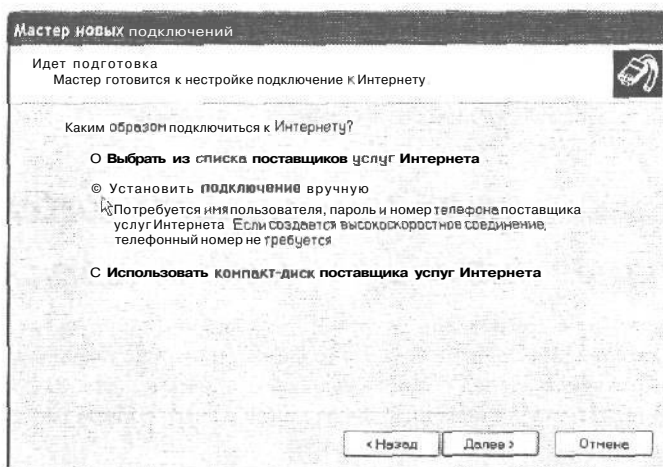 Мастер новых подключений
Идет подготовка
Мастер готовится к нестройке подключение к Интернету
Каким образом подключиться к Интернету?
О Выбрать из списка поставщиков услуг Интернета
© Установить подключение вручную
Потребуется имя пользователя, пароль и номер телефона поставщика
услуг Интернета Если создается высокоскоростное соединение,
телефонный номер не требуется
С Использовать компакт-диск поставщика успуг Интернета
< Назад Далее > Отмене